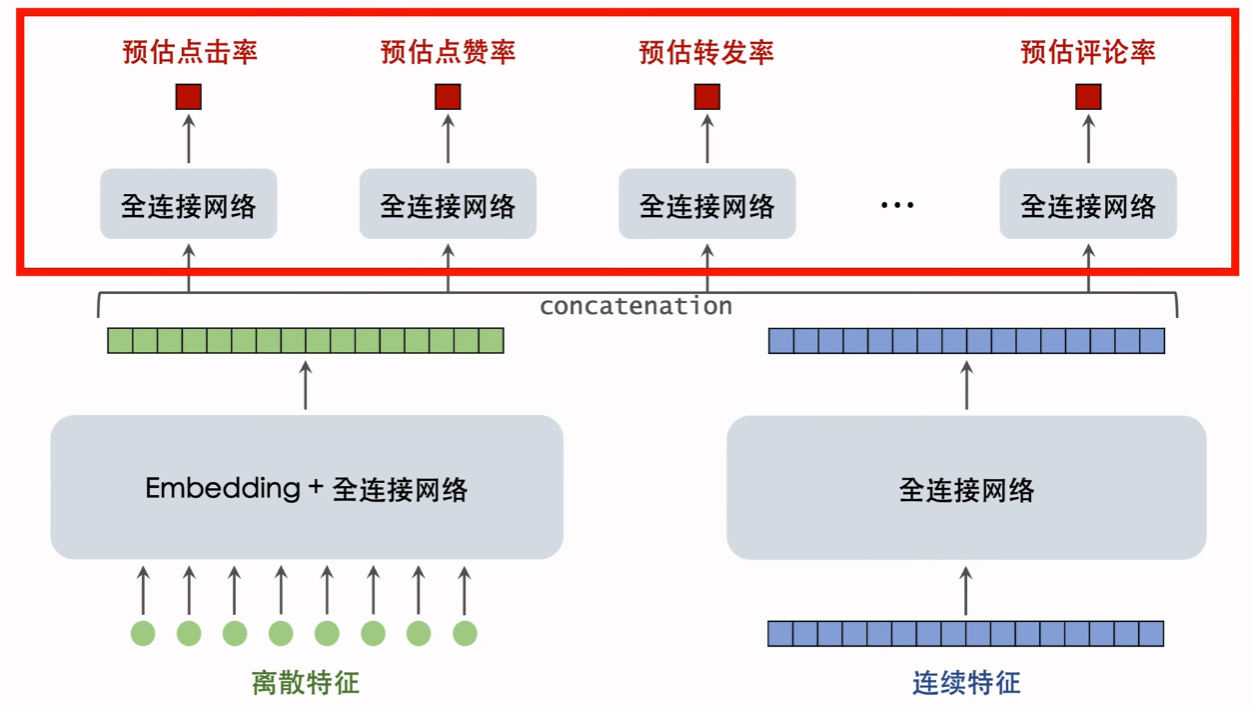 预估点击率
预估点赞率
预估转发率
预估评论率
全连接网络
全连接网络
全连接网络
...
全连接网络
concatenation
Embedding + 全连接网络
全连接网络
离散特征
连续特征